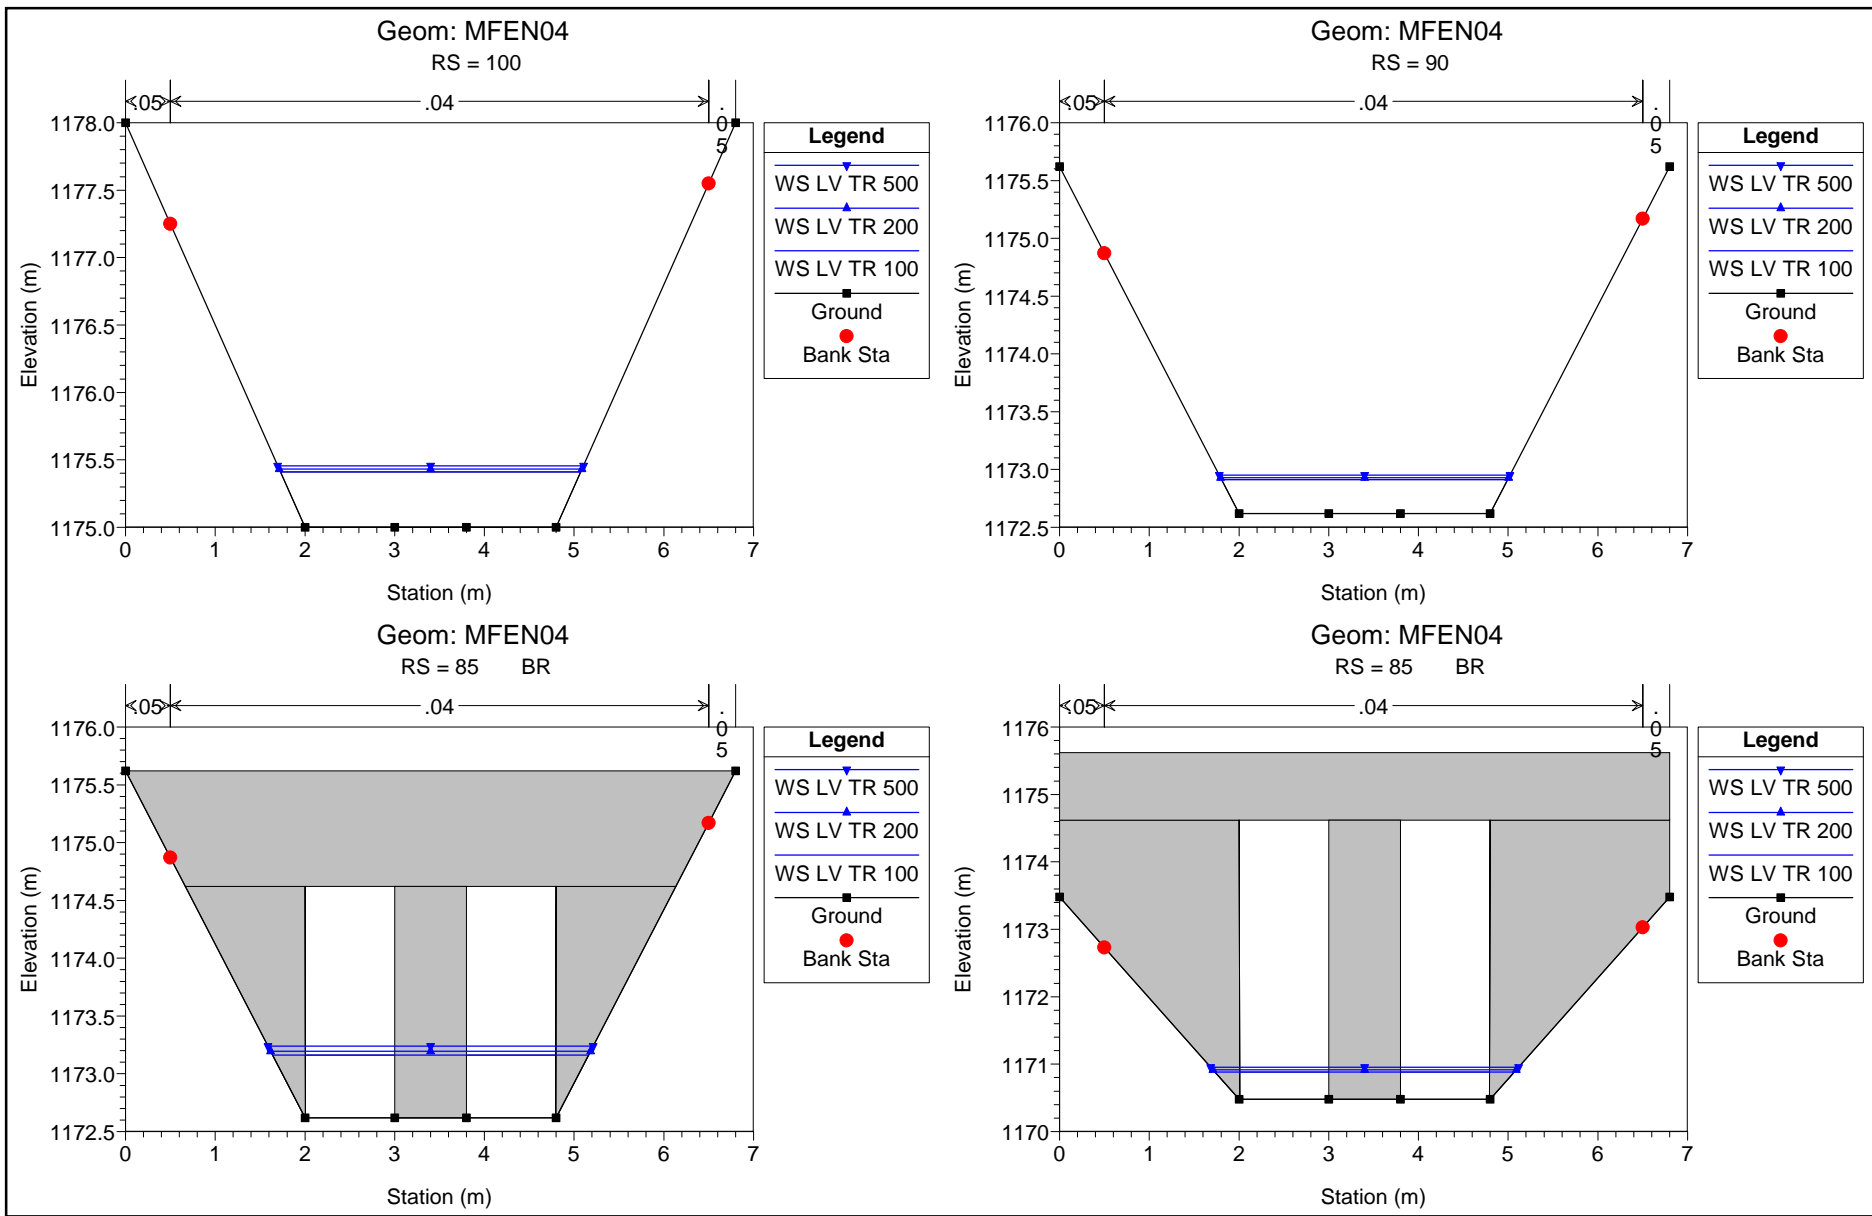 Geom: MFEN04
RS = 100
.05
.04
.05
1178.0
1177.5
1177.0
1176.5
1176.0
1175.5
1175.0
Elevation (m)
0 1 2 3 4 5 6 7
Station (m)
Legend
WS LV TR 500
WS LV TR 200
WS LV TR 100
Ground
Bank Sta
Geom: MFEN04
RS = 90
.05
.04
.05
1176.0
1175.5
1175.0
1174.5
1174.0
1173.5
1173.0
1172.5
Elevation (m)
0 1 2 3 4 5 6 7
Station (m)
Legend
WS LV TR 500
WS LV TR 200
WS LV TR 100
Ground
Bank Sta
Geom: MFEN04
RS = 85 BR
.05
.04
.05
1176.0
1175.5
1175.0
1174.5
1174.0
1173.5
1173.0
1172.5
Elevation (m)
0 1 2 3 4 5 6 7
Station (m)
Legend
WS LV TR 500
WS LV TR 200
WS LV TR 100
Ground
Bank Sta
Geom: MFEN04
RS = 85 BR
.05
.04
.05
1176
1175
1174
1173
1172
1171
1170
Elevation (m)
0 1 2 3 4 5 6 7
Station (m)
Legend
WS LV TR 500
WS LV TR 200
WS LV TR 100
Ground
Bank Sta